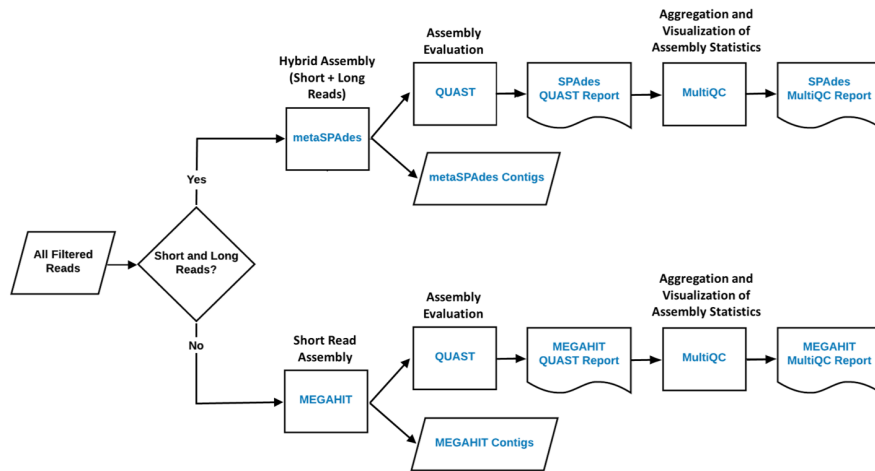 Aggregation and
Visualization of
Assembly Statistics
Assembly
Evaluation
Hybrid Assembly
(Short + Long
Reads)
metaSPAdes
QUAST
SPAdes
QUAST Report
MultiQC
SPAdes
MultiQC Report
metaSPAdes Contigs
Yes
All Filtered
Reads
Short and Long
Reads?
No
Aggregation and
Visualization of
Assembly Statistics
Assembly
Evaluation
Short Read
Assembly
MEGAHIT
QUAST
MEGAHIT
QUAST Report
MultiQC
MEGAHIT
MultiQC Report
MEGAHIT Contigs